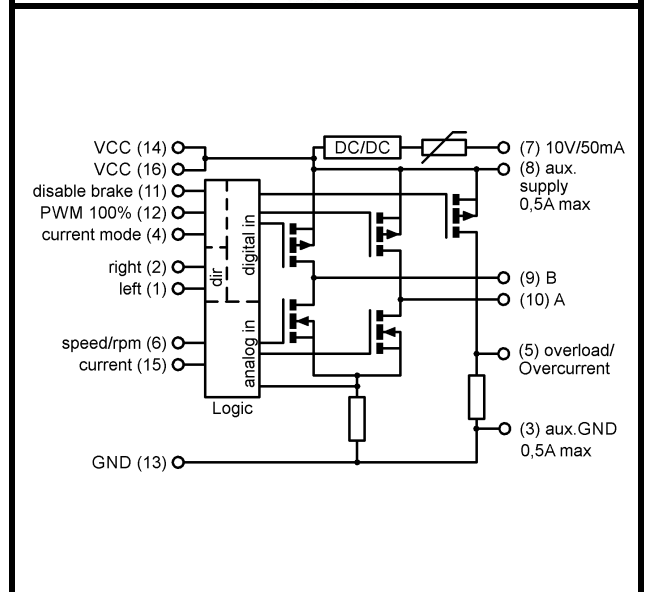 VCC (14)
VCC (16)
disable brake (11)
PWM 100% (12)
current mode (4)
right (2)
left (1)
speed/rpm (6)
current (15)
GND (13)
dir
digital in
analog in
Logic
DC/DC
(7) 10V/50mA
(8) aux.
supply
0,5A max
(9) B
(10) A
(5) overload/
Overcurrent
(3) aux.GND
0,5A max